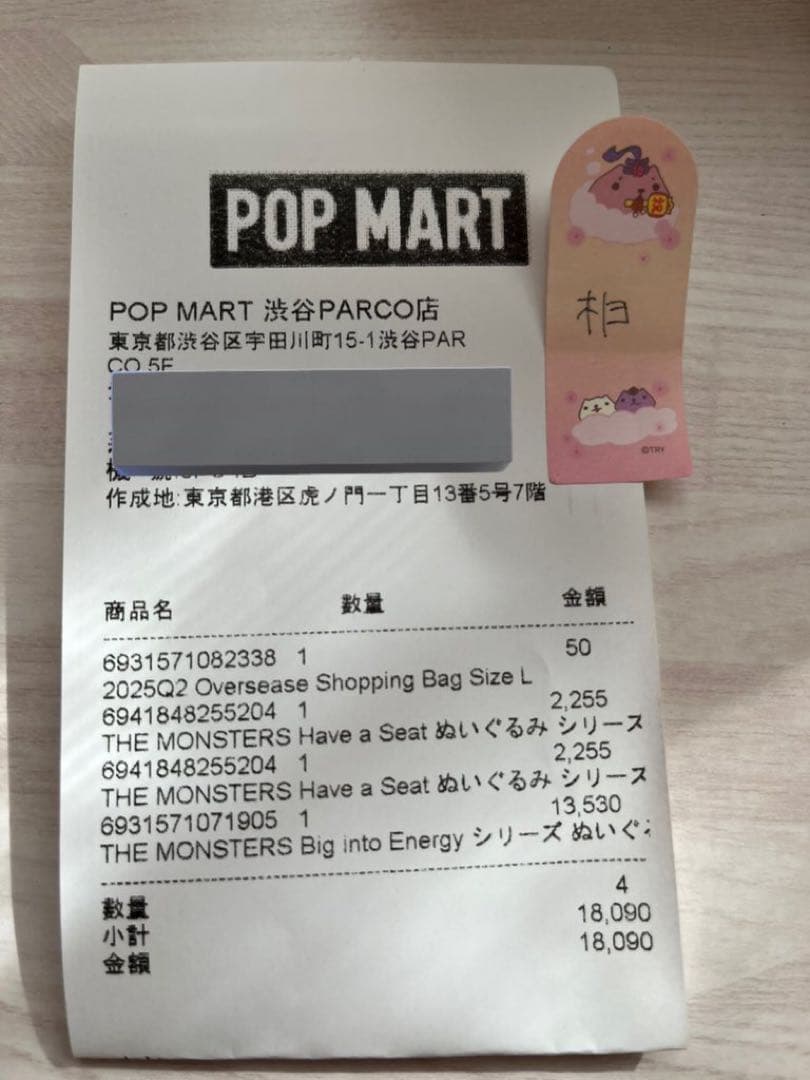 POP MART
POP MART 渋谷PARCO店
東京都渋谷区宇田川町15-1渋谷PAR
CO 5F
作成地:東京都港区虎ノ門一丁目13番5号7階
相
©TRY
商品名 数量 金額
6931571082338 1 50
2025Q2 Oversease Shopping Bag Size L
6941848255204 1 2,255
THE MONSTERS Have a Seat ぬいぐるみ シリーズ
6941848255204 1 2,255
THE MONSTERS Have a Seat ぬいぐるみ シリーズ
6931571071905 1 13,530
THE MONSTERS Big into Energy シリーズ ぬいぐ
数量 4
小計 18,090
金額 18,090